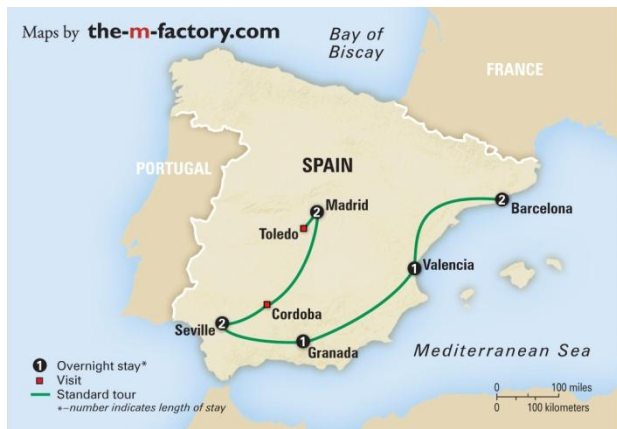 Maps by the-m-factory.com
Bay of
Biscay
FRANCE
PORTUGAL
SPAIN
2
Madrid
Toledo
2
Barcelona
1
Valencia
Cordoba
Seville
2
1
Granada
Mediterranean Sea
1 Overnight stay*
Visit
Standard tour
*–number indicates length of stay
0 100 miles
0 100 kilometers